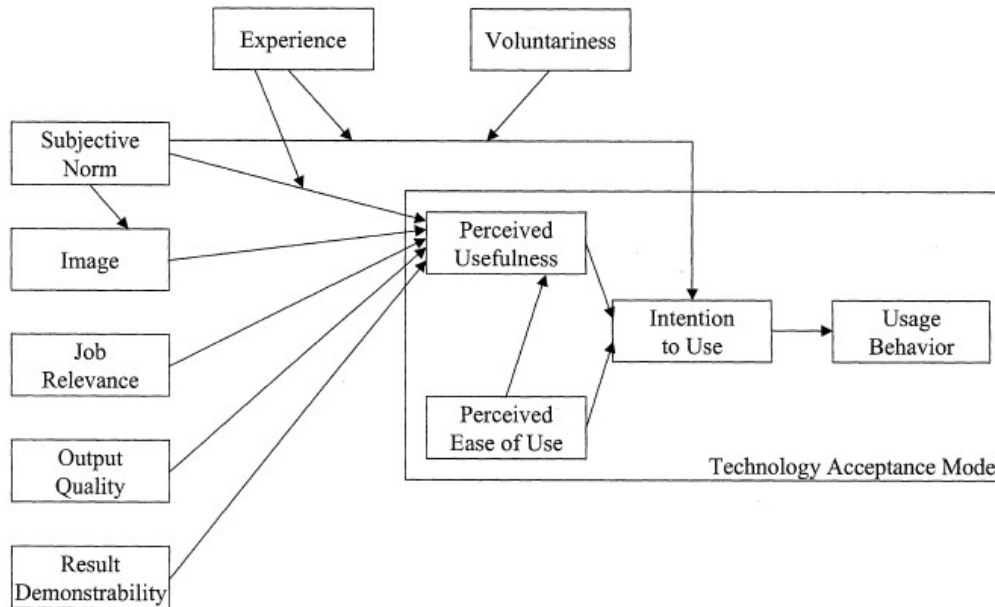 Experience
Voluntariness
Subjective
Norm
Image
Perceived
Usefulness
Intention
to Use
Usage
Behavior
Job
Relevance
Perceived
Ease of Use
Technology Acceptance Mode
Output
Quality
Result
Demonstrability